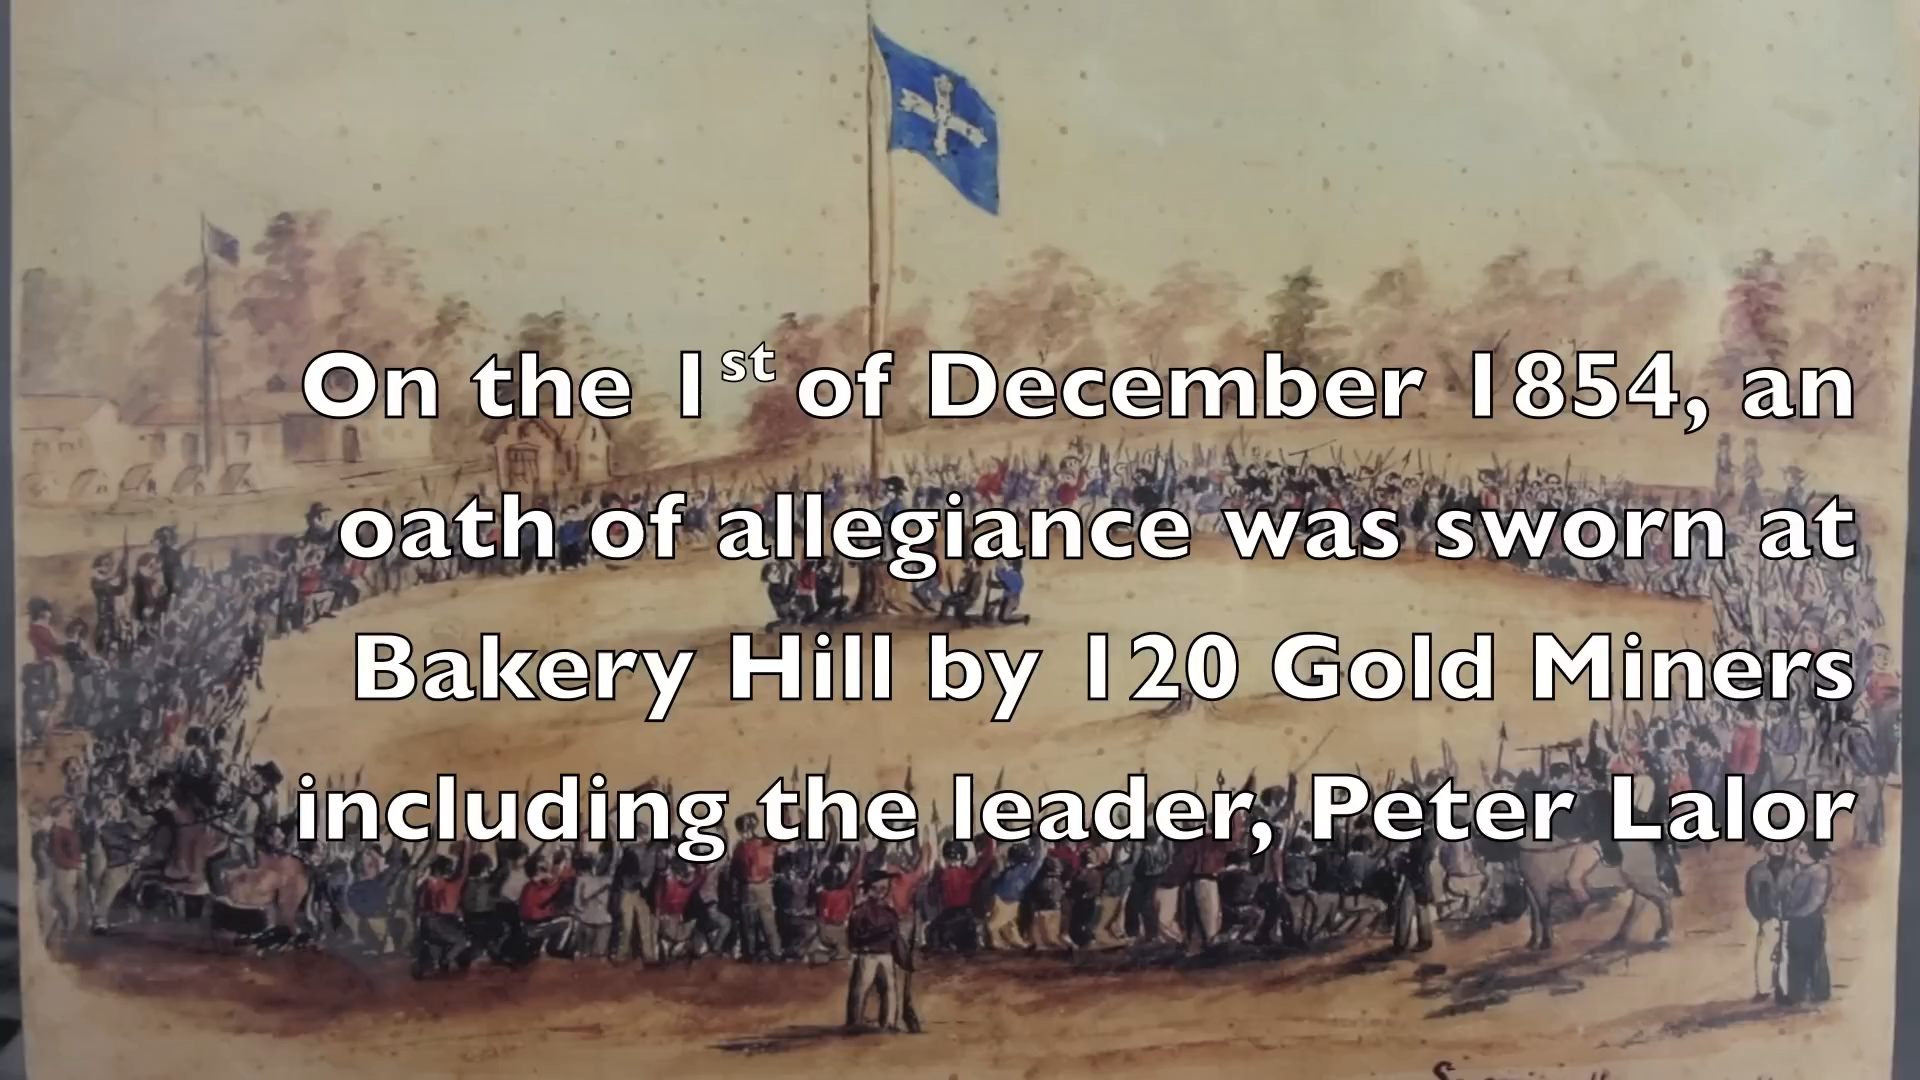 On the 1st of December 1854, an
oath of allegiance was sworn at
Bakery Hill by 120 Gold Miners
including the leader, Peter Lalor